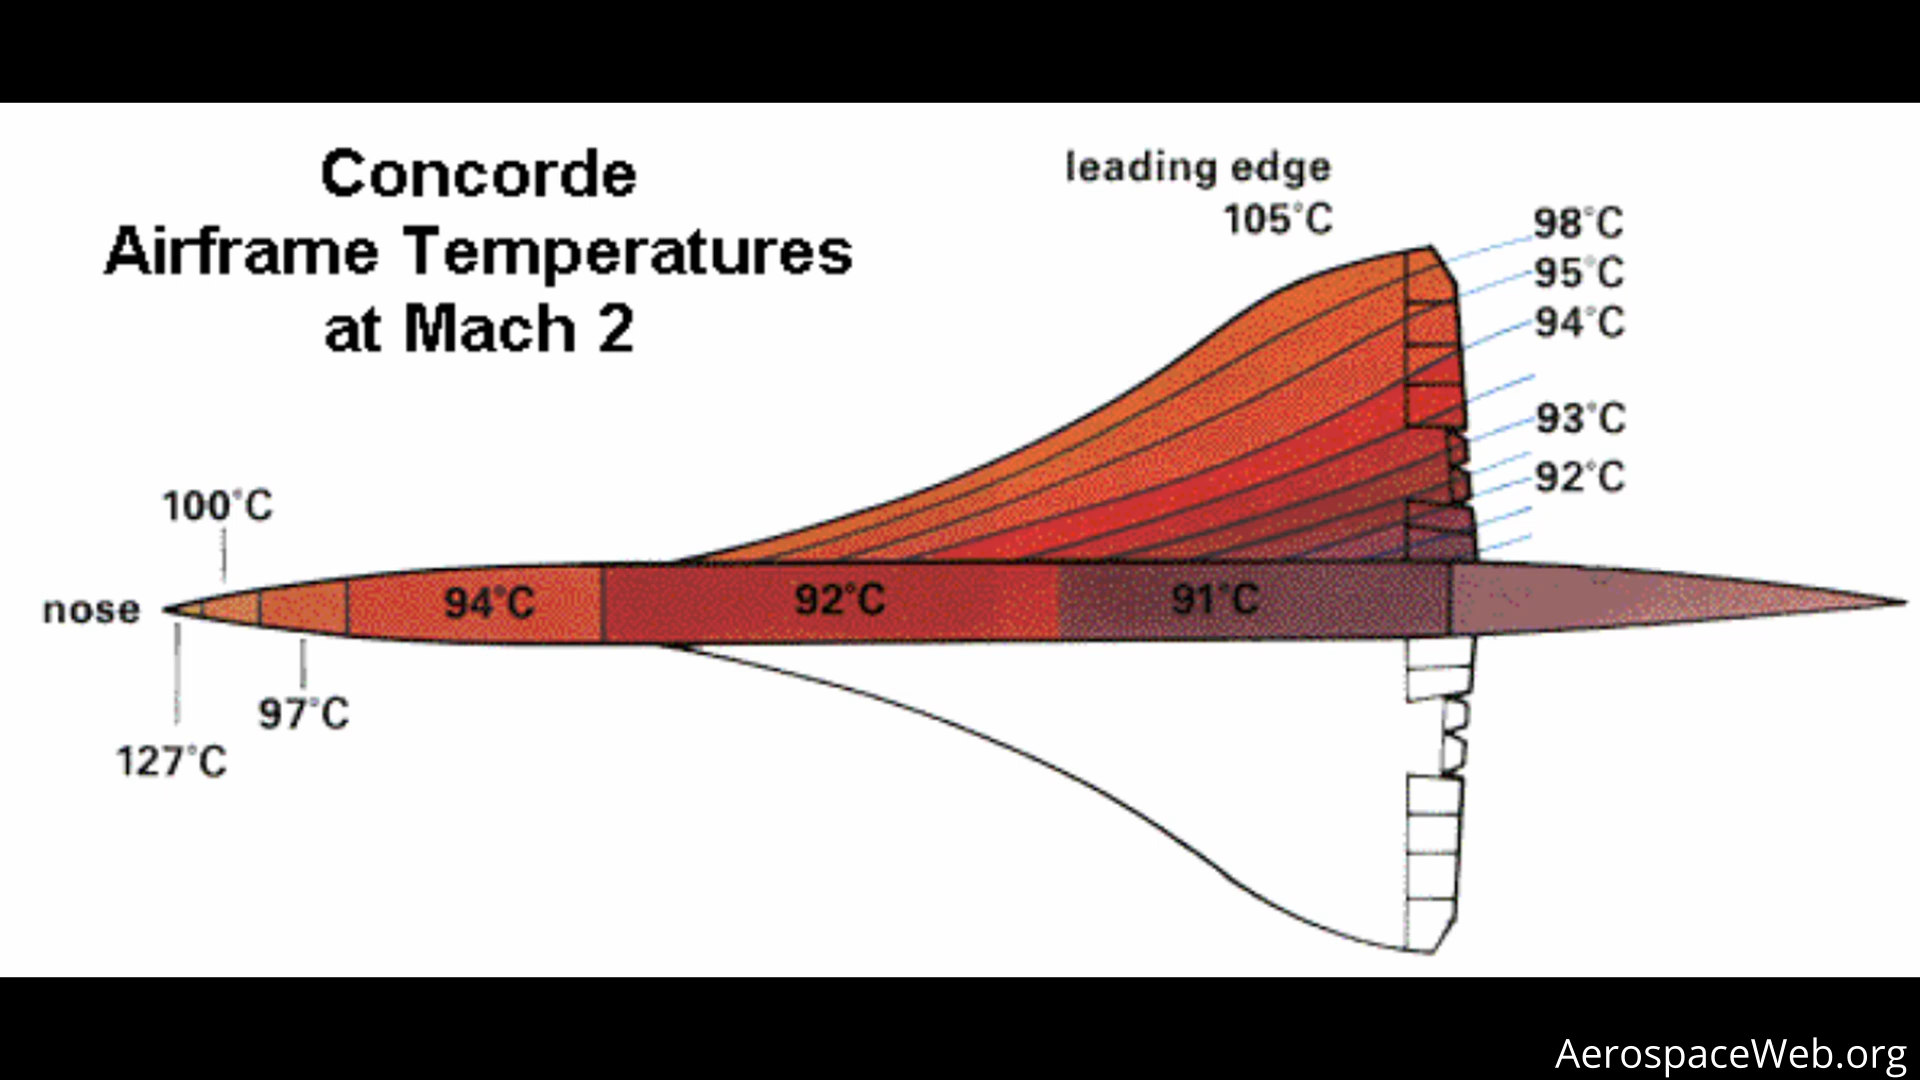 Concorde
Airframe Temperatures
at Mach 2
leading edge
105°C
98°C
95°C
94°C
93°C
92°C
100°C
nose
94°C
92°C
91°C
97°C
127°C
AerospaceWeb.org